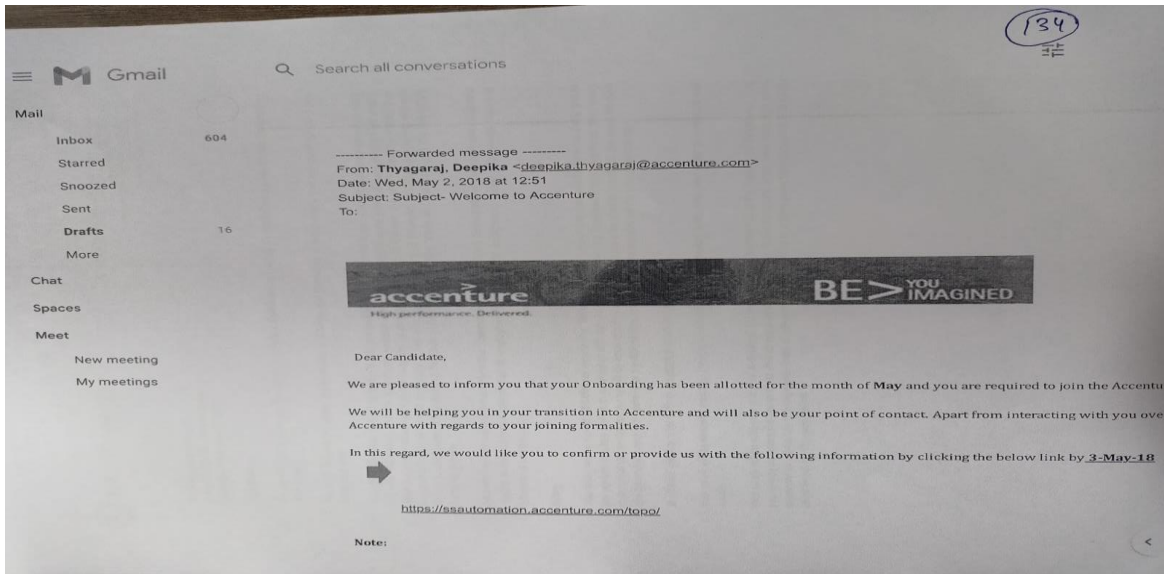 134
Gmail
Search all conversations
Mail
Inbox 604
Starred
Snoozed
Sent
Drafts 16
More
Chat
Spaces
Meet
New meeting
My meetings
---------- Forwarded message ---------
From: Thyagaraj, Deepika <deepika.thyagaraj@accenture.com>
Date: Wed, May 2, 2018 at 12:51
Subject: Subject- Welcome to Accenture
To:
accenture
High performance. Delivered.
BE> YOU
IMAGINED
Dear Candidate,
We are pleased to inform you that your Onboarding has been allotted for the month of May and you are required to join the Accentu
We will be helping you in your transition into Accenture and will also be your point of contact. Apart from interacting with you ove
Accenture with regards to your joining formalities.
In this regard, we would like you to confirm or provide us with the following information by clicking the below link by 3-May-18
https://ssautomation.accenture.com/topo/
Note: